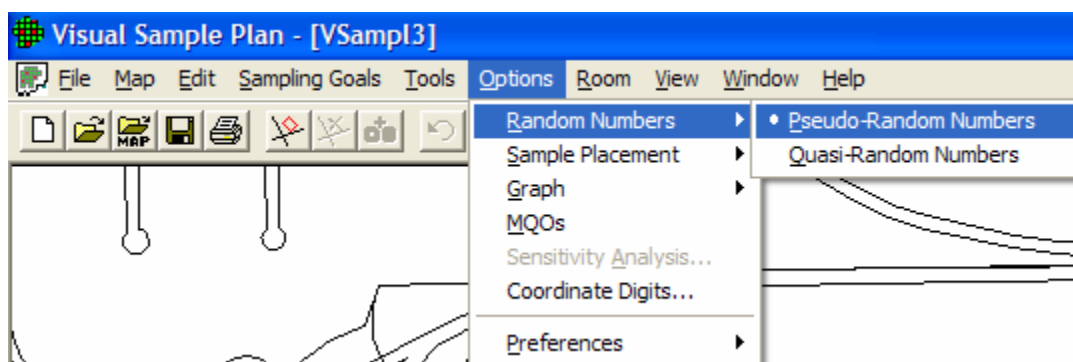 Visual Sample Plan - [VSampl3]
File Map Edit Sampling Goals Tools Options Room View Window Help
MAP
Random Numbers
Pseudo-Random Numbers
Sample Placement
Quasi-Random Numbers
Graph
MQOs
Sensitivity Analysis...
Coordinate Digits...
Preferences